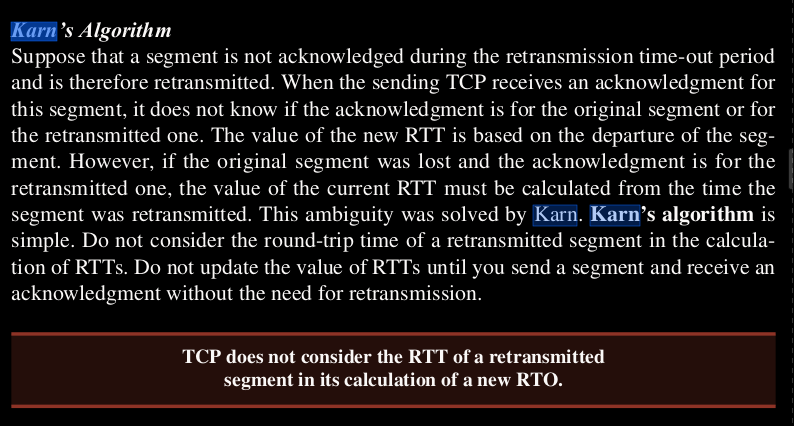 Karn's Algorithm
Suppose that a segment is not acknowledged during the retransmission time-out period
and is therefore retransmitted. When the sending TCP receives an acknowledgment for
this segment, it does not know if the acknowledgment is for the original segment or for
the retransmitted one. The value of the new RTT is based on the departure of the seg-
ment. However, if the original segment was lost and the acknowledgment is for the
retransmitted one, the value of the current RTT must be calculated from the time the
segment was retransmitted. This ambiguity was solved by Karn. Karn's algorithm is
simple. Do not consider the round-trip time of a retransmitted segment in the calcula-
tion of RTTs. Do not update the value of RTTs until you send a segment and receive an
acknowledgment without the need for retransmission.
TCP does not consider the RTT of a retransmitted
segment in its calculation of a new RTO.